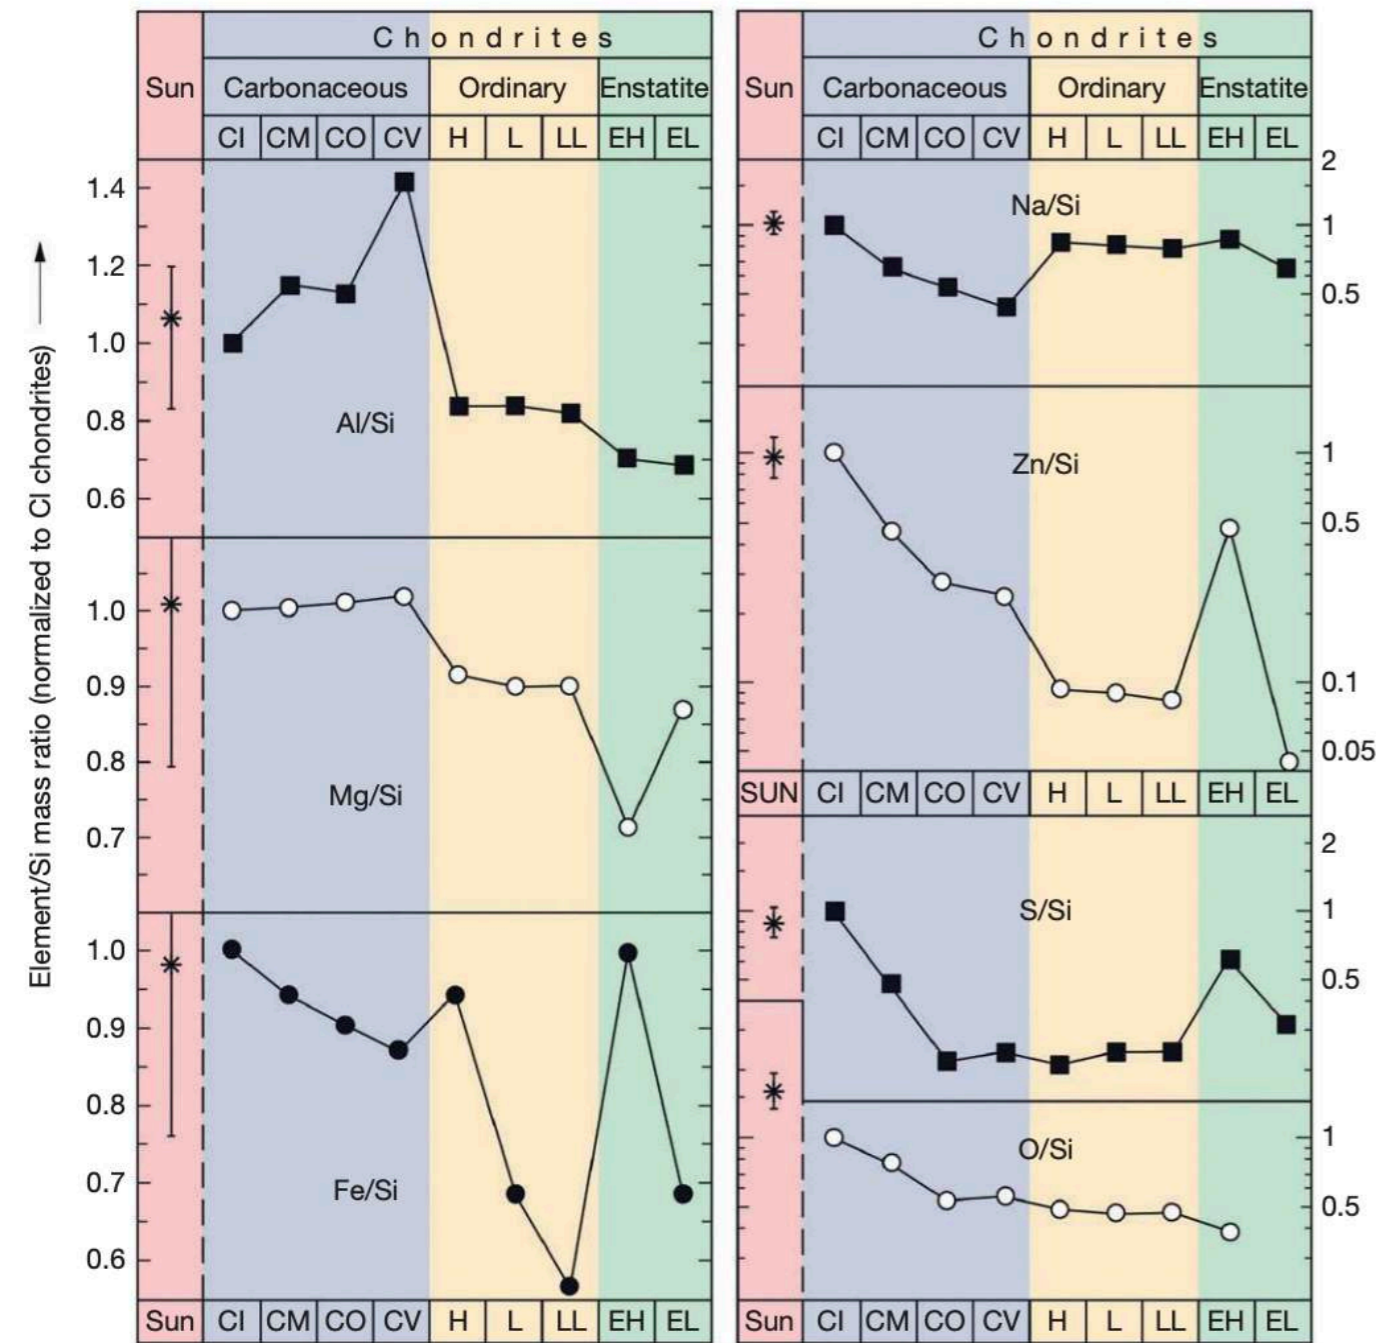 Element/Si mass ratio (normalized to CI chondrites)
Chondrites
Sun Carbonaceous Ordinary Enstatite
CI CM CO CV H L LL EH EL
1.4
1.2
1.0
0.8
0.6
Al/Si
1.0
0.9
0.8
0.7
Mg/Si
1.0
0.9
0.8
0.7
0.6
Fe/Si
Sun CI CM CO CV H L LL EH EL
Chondrites
Sun Carbonaceous Ordinary Enstatite
CI CM CO CV H L LL EH EL
2
Na/Si
1
0.5
Zn/Si
1
0.5
0.1
0.05
SUN CI CM CO CV H L LL EH EL
2
S/Si
1
0.5
O/Si
1
0.5
Sun CI CM CO CV H L LL EH EL